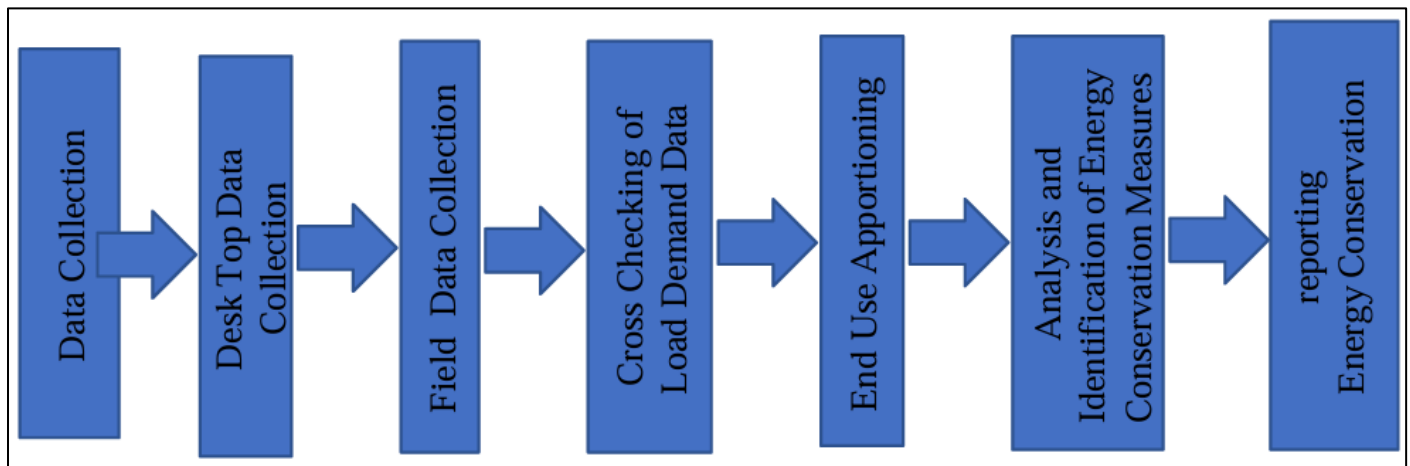 Data Collection
Desk Top Data
Collection
Field Data Collection
Cross Checking of
Load Demand Data
End Use Apportioning
Analysis and
Identification of Energy
Conservation Measures
reporting
Energy Conservation